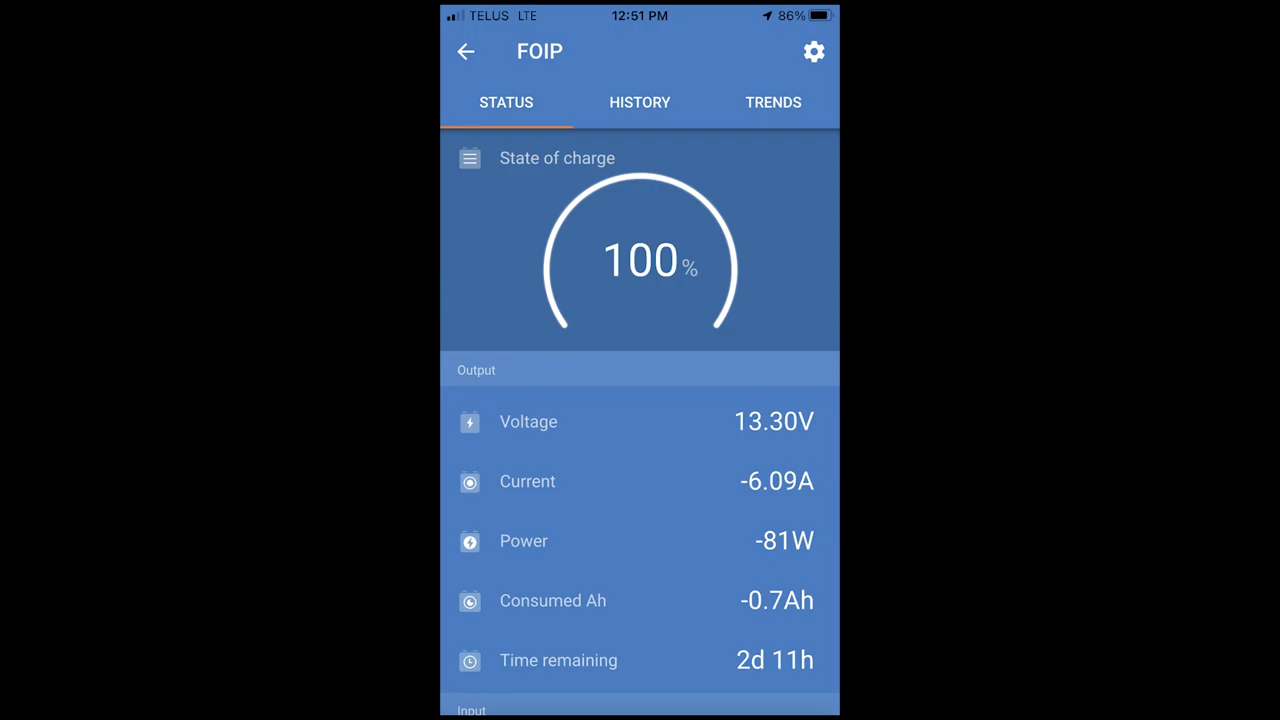 TELUS LTE 12:51 PM 86%
FOIP
STATUS HISTORY TRENDS
State of charge
100%
Output
Voltage 13.30V
Current -6.09A
Power -81W
Consumed Ah -0.7Ah
Time remaining 2d 11h
Input